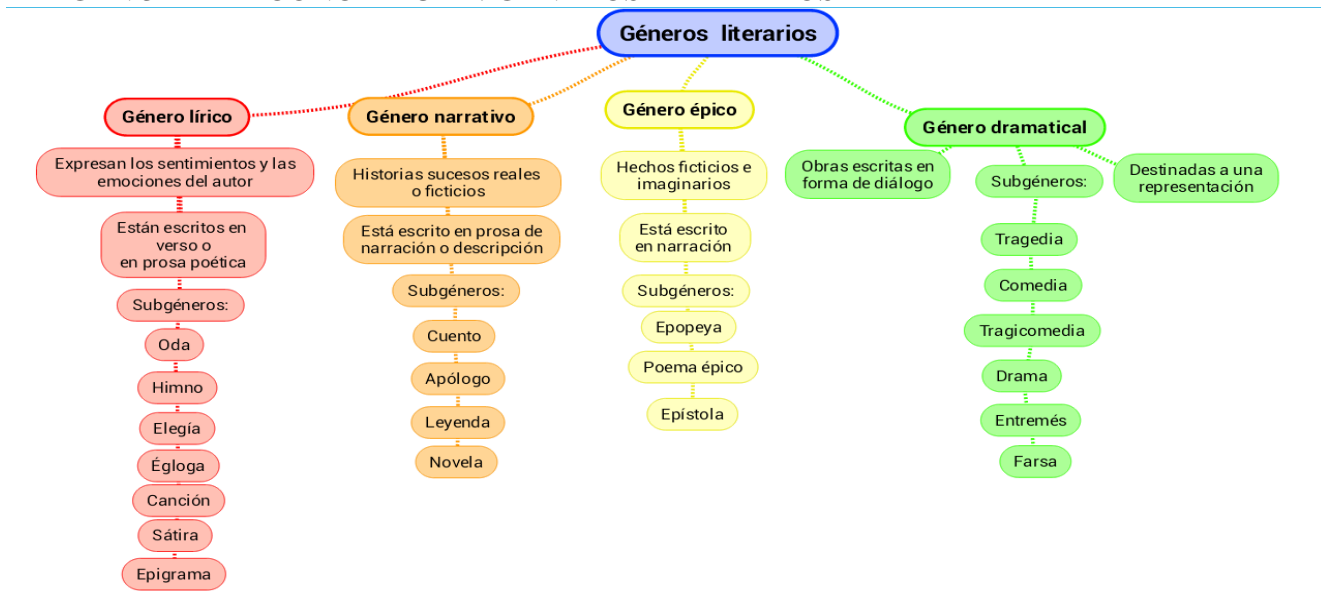 Géneros literarios
Género lírico
Expresan los sentimientos y las
emociones del autor
Están escritos en
verso o
en prosa poética
Subgéneros:
Oda
Himno
Elegía
Égloga
Canción
Sátira
Epigrama
Género narrativo
Historias sucesos reales
o ficticios
Está escrito en prosa de
narración o descripción
Subgéneros:
Cuento
Apólogo
Leyenda
Novela
Género épico
Hechos ficticios e
imaginarios
Está escrito
en narración
Subgéneros:
Epopeya
Poema épico
Epístola
Género dramatical
Obras escritas en
forma de diálogo
Subgéneros:
Tragedia
Comedia
Tragicomedia
Drama
Entremés
Farsa
Destinadas a una
representación